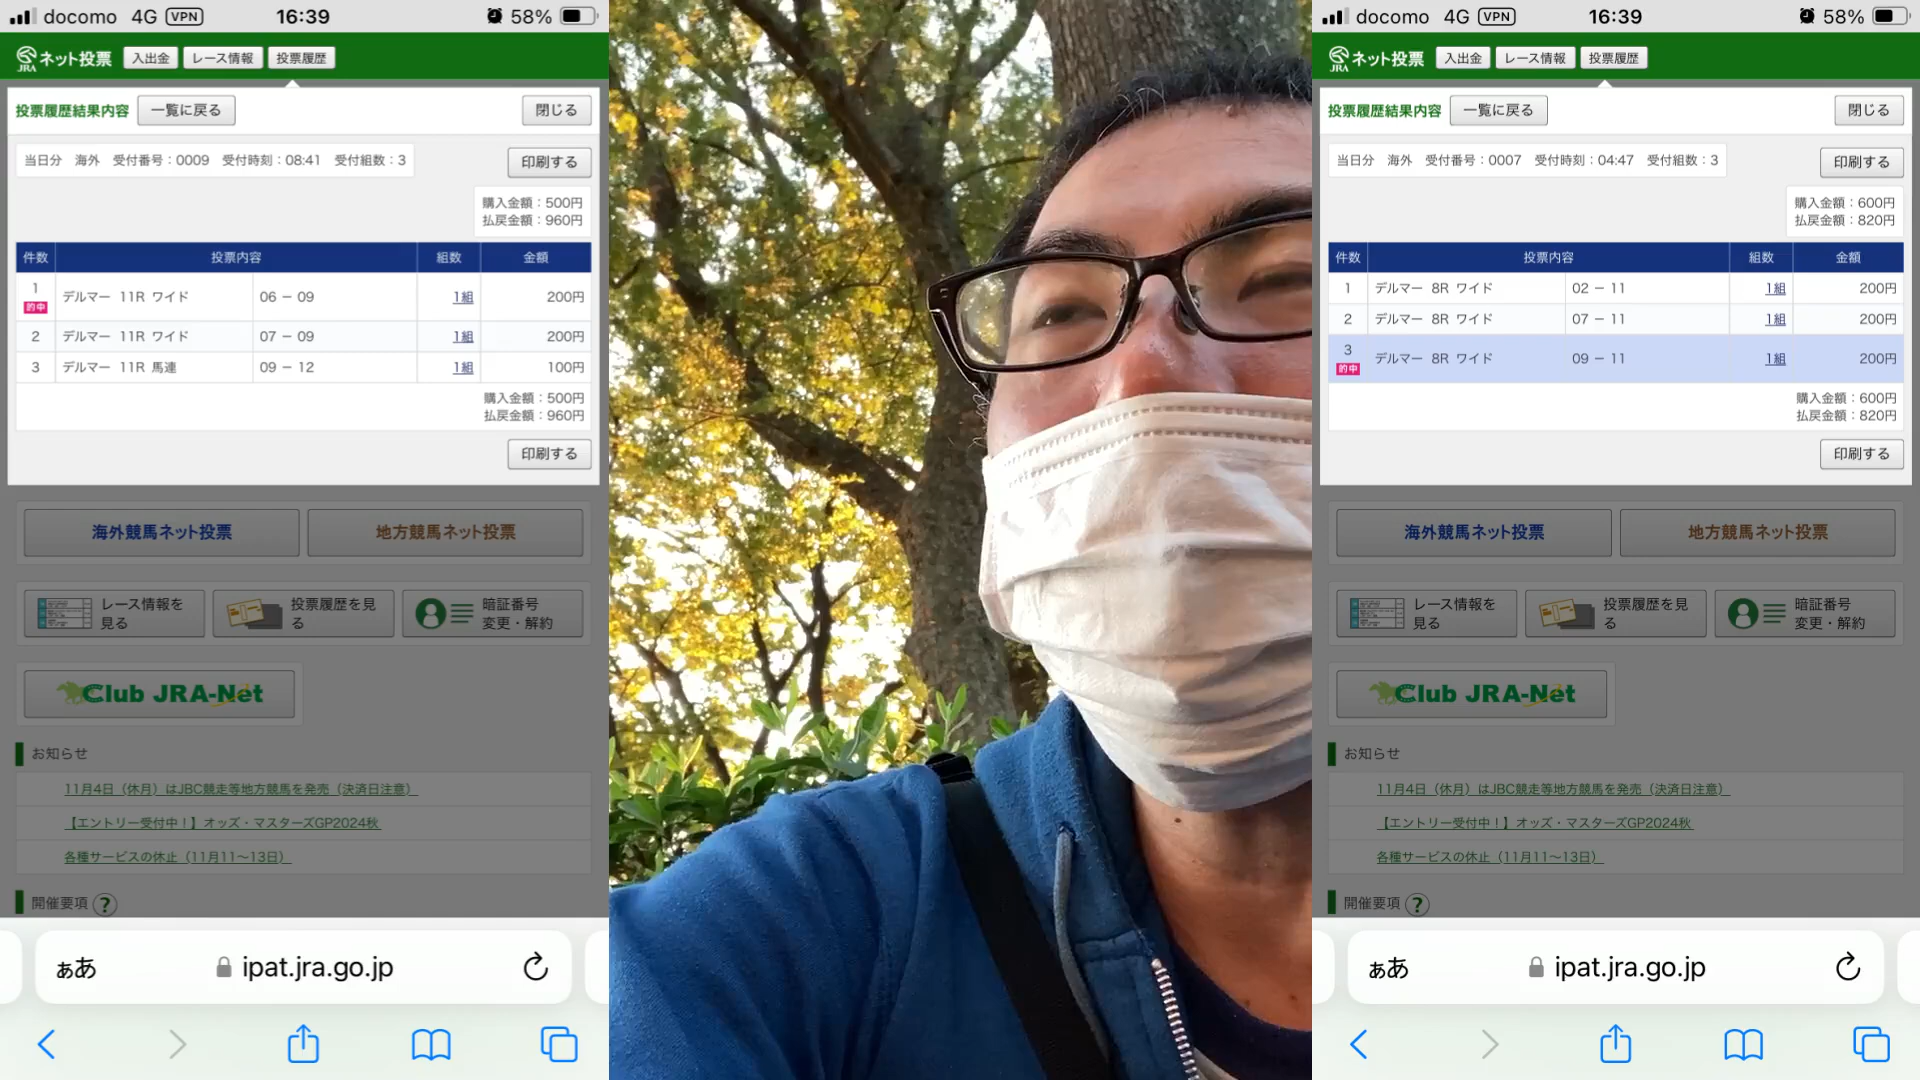 docomo 4G VPN 16:39 58%
JRA ネット投票 入出金 レース情報 投票履歴
投票履歴結果内容 一覧に戻る 閉じる
当日分 海外 受付番号：0009 受付時刻：08:41 受付組数：3 印刷する
購入金額：500円
払戻金額：960円
件数 投票内容 組数 金額
1 的中 デルマー 11R ワイド 06 − 09 1組 200円
2 デルマー 11R ワイド 07 − 09 1組 200円
3 デルマー 11R 馬連 09 − 12 1組 100円
購入金額：500円
払戻金額：960円
印刷する
海外競馬ネット投票 地方競馬ネット投票
レース情報を見る 投票履歴を見る 暗証番号変更・解約
Club JRA-Net
お知らせ
11月4日（休月）はJBC競走等地方競馬を発売（決済日注意）
【エントリー受付中！】オッズ・マスターズGP2024秋
各種サービスの休止（11月11～13日）
開催要項 ?
ぁあ ipat.jra.go.jp
docomo 4G VPN 16:39 58%
JRA ネット投票 入出金 レース情報 投票履歴
投票履歴結果内容 一覧に戻る 閉じる
当日分 海外 受付番号：0007 受付時刻：04:47 受付組数：3 印刷する
購入金額：600円
払戻金額：820円
件数 投票内容 組数 金額
1 デルマー 8R ワイド 02 − 11 1組 200円
2 デルマー 8R ワイド 07 − 11 1組 200円
3 的中 デルマー 8R ワイド 09 − 11 1組 200円
購入金額：600円
払戻金額：820円
印刷する
海外競馬ネット投票 地方競馬ネット投票
レース情報を見る 投票履歴を見る 暗証番号変更・解約
Club JRA-Net
お知らせ
11月4日（休月）はJBC競走等地方競馬を発売（決済日注意）
【エントリー受付中！】オッズ・マスターズGP2024秋
各種サービスの休止（11月11～13日）
開催要項 ?
ぁあ ipat.jra.go.jp